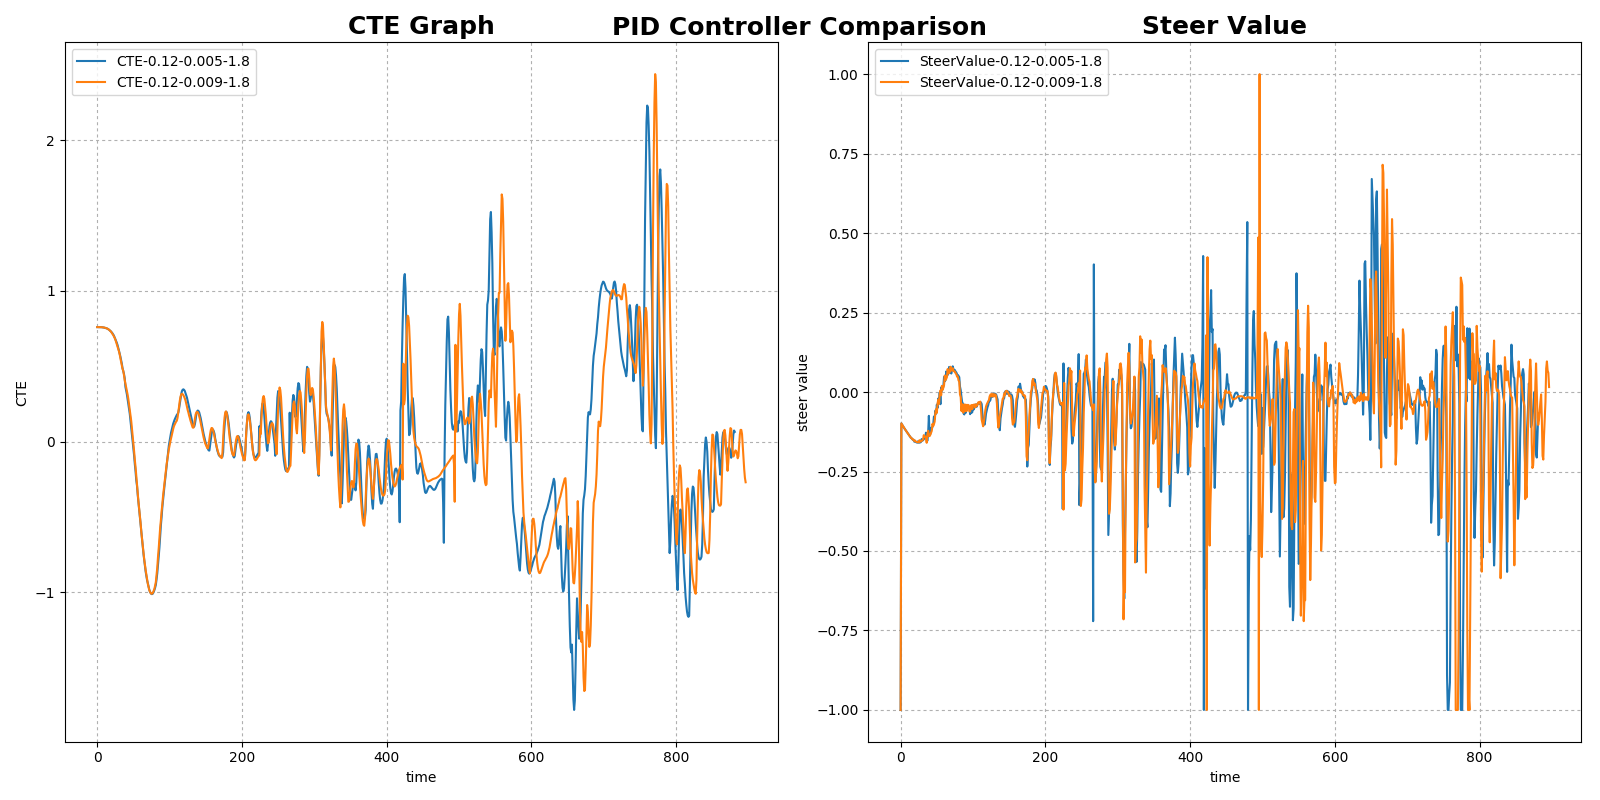 PID Controller Comparison
CTE Graph
CTE-0.12-0.005-1.8
CTE-0.12-0.009-1.8
CTE
2
1
0
−1
0 200 400 600 800
time
Steer Value
SteerValue-0.12-0.005-1.8
SteerValue-0.12-0.009-1.8
steer value
1.00
0.75
0.50
0.25
0.00
−0.25
−0.50
−0.75
−1.00
0 200 400 600 800
time